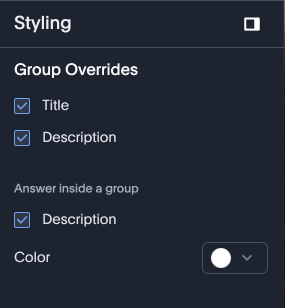 Styling
Group Overrides
Title
Description
Answer inside a group
Description
Color